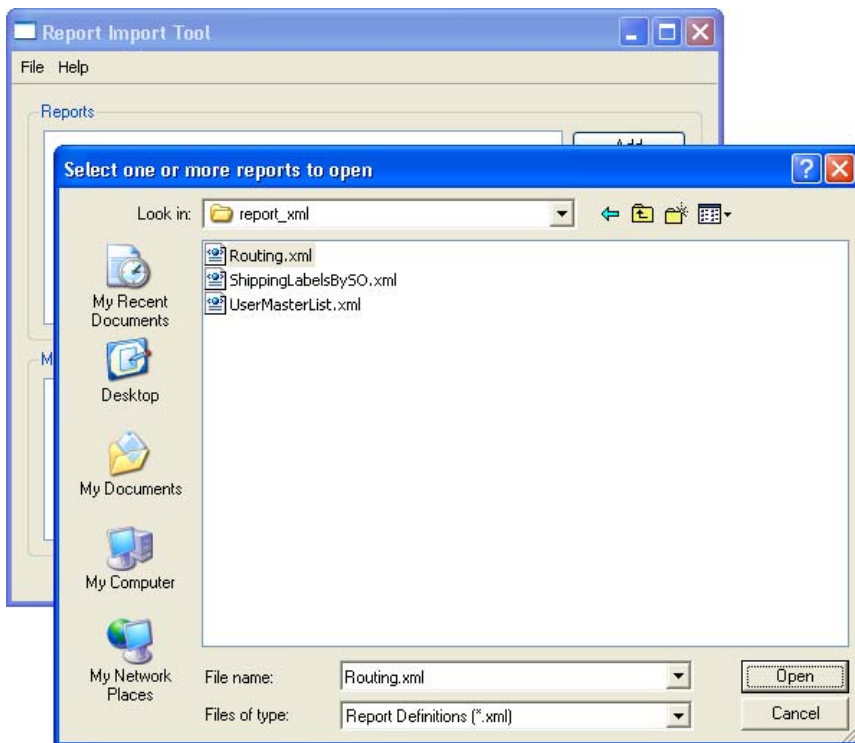 Report Import Tool
File Help
Reports
Select one or more reports to open
Look in: report_xml
Routing.xml
ShippingLabelsBySO.xml
UserMasterList.xml
My Recent
Documents
Desktop
My Documents
My Computer
My Network
Places
File name: Routing.xml Open
Files of type: Report Definitions (*.xml) Cancel